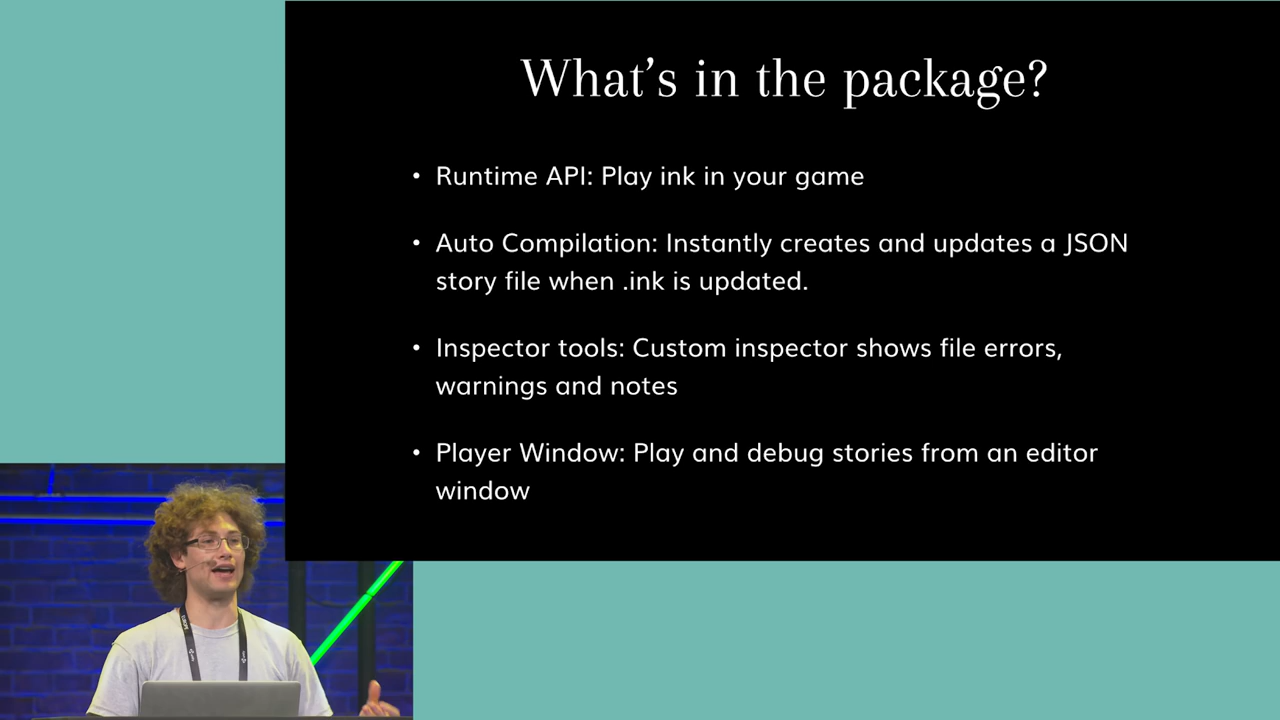 What’s in the package?
• Runtime API: Play ink in your game
• Auto Compilation: Instantly creates and updates a JSON
story file when .ink is updated.
• Inspector tools: Custom inspector shows file errors,
warnings and notes
• Player Window: Play and debug stories from an editor
window